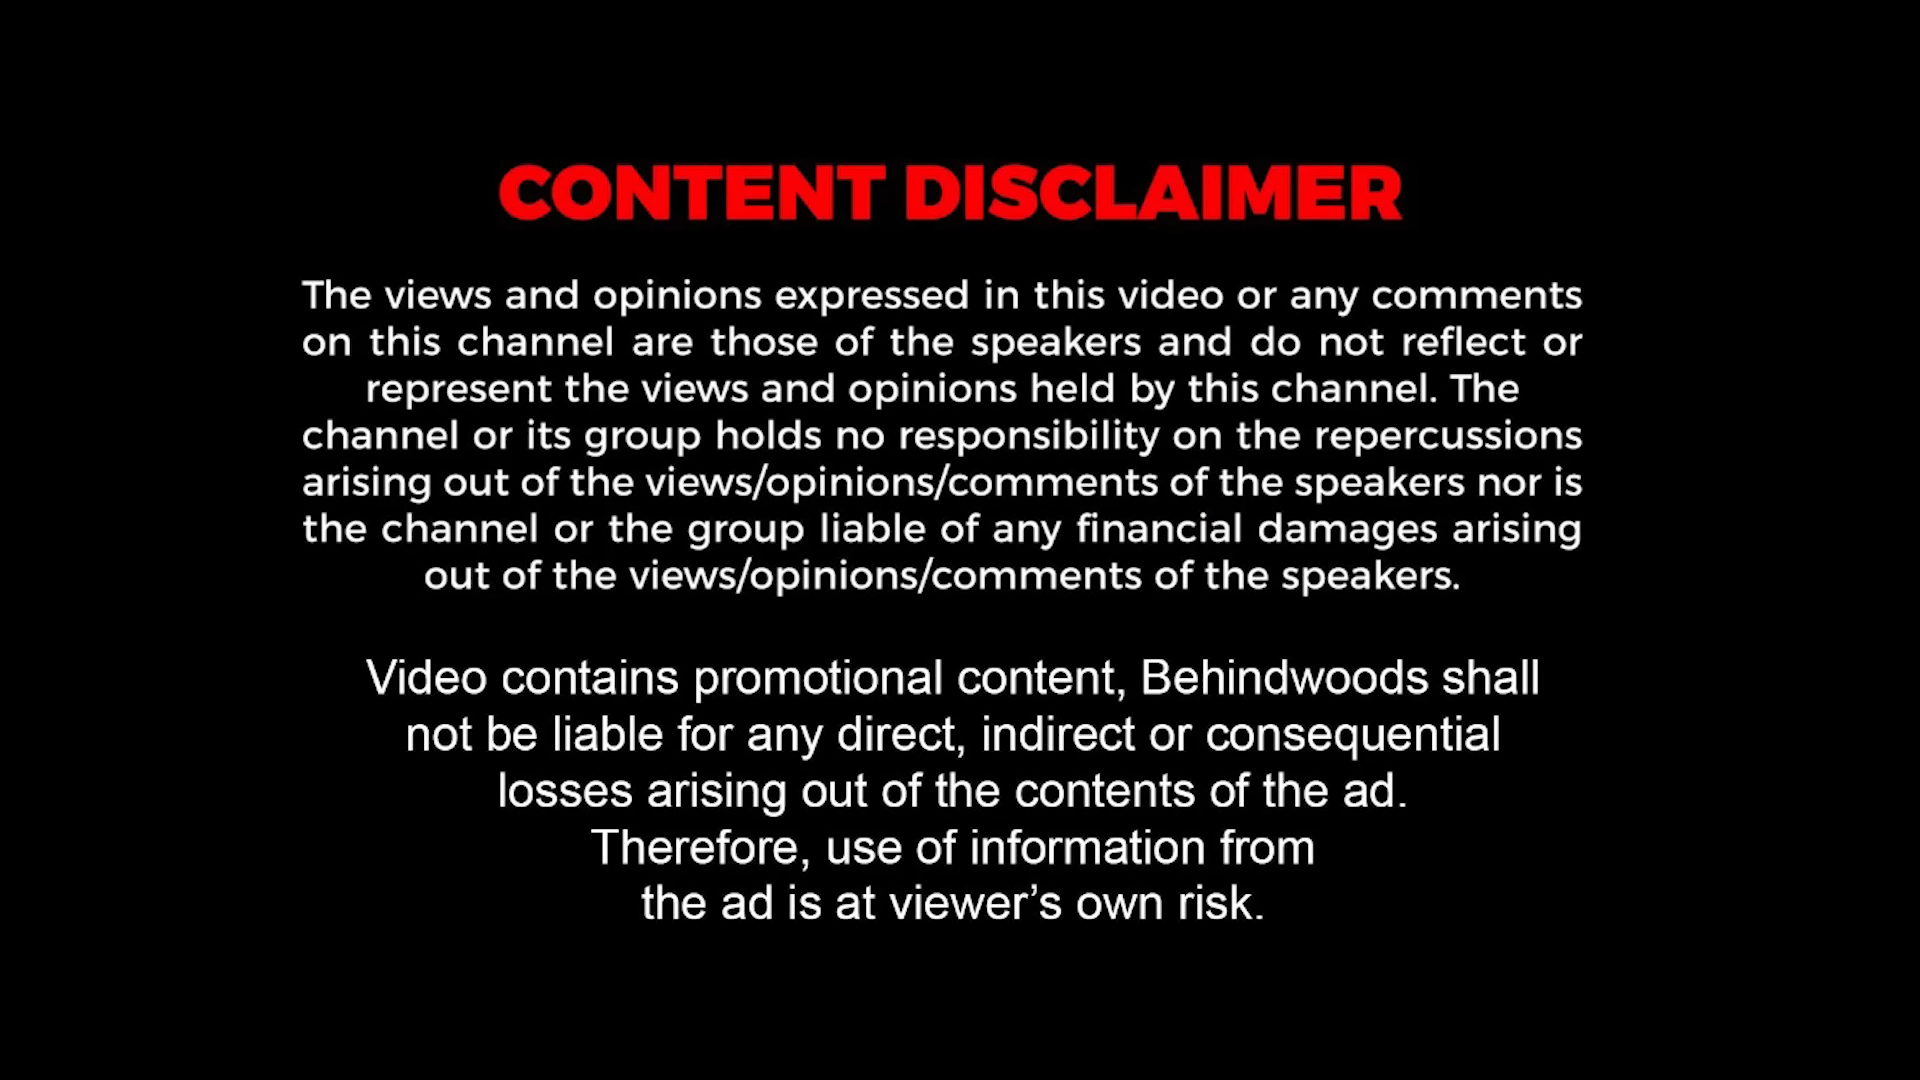 CONTENT DISCLAIMER
The views and opinions expressed in this video or any comments
on this channel are those of the speakers and do not reflect or
represent the views and opinions held by this channel. The
channel or its group holds no responsibility on the repercussions
arising out of the views/opinions/comments of the speakers nor is
the channel or the group liable of any financial damages arising
out of the views/opinions/comments of the speakers.
Video contains promotional content, Behindwoods shall
not be liable for any direct, indirect or consequential
losses arising out of the contents of the ad.
Therefore, use of information from
the ad is at viewer’s own risk.